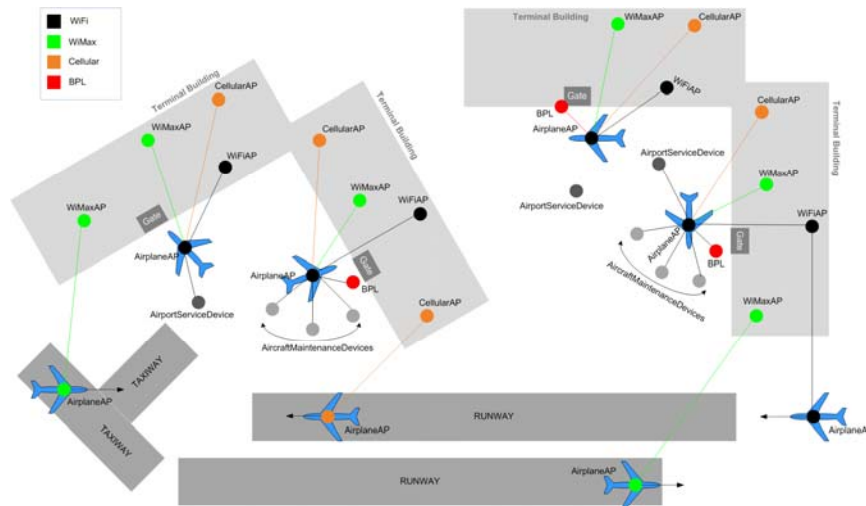 WiFi
WiMax
Cellular
BPL
Terminal Building
CellularAP
WiMaxAP
WiFiAP
WiMaxAP
Gate
AirplaneAP
AirportServiceDevice
Terminal Building
CellularAP
WiMaxAP
WiFiAP
Gate
AirplaneAP
BPL
CellularAP
AircraftMaintenanceDevices
Terminal Building
WiMaxAP
CellularAP
WiFiAP
Gate
BPL
AirplaneAP
AirportServiceDevice
AirportServiceDevice
Terminal Building
CellularAP
WiMaxAP
WiFiAP
Gate
AirplaneAP
BPL
AircraftMaintenanceDevices
WiMaxAP
TAXIWAY
AirplaneAP
TAXIWAY
RUNWAY
AirplaneAP
AirplaneAP
RUNWAY
AirplaneAP